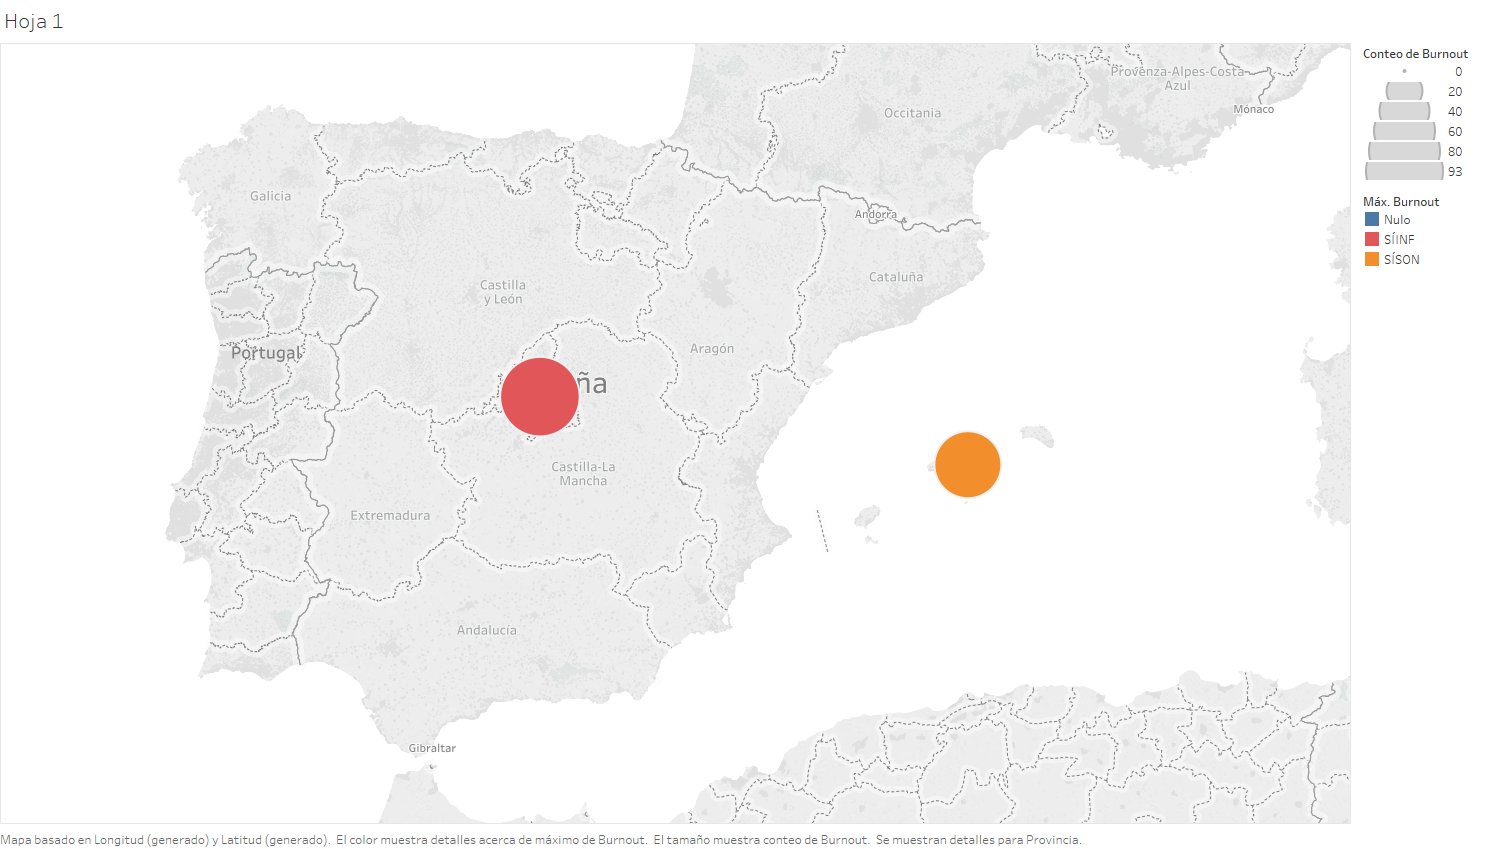 Hoja 1
Provenza-Alpes-Costa
Azul
Mónaco
Occitania
Galicia
Andorra
Cataluña
Castilla
y León
Portugal
Aragón
ña
Castilla-La
Mancha
Extremadura
Andalucía
Gibraltar
Conteo de Burnout
0
20
40
60
80
93
Máx. Burnout
Nulo
SÍINF
SÍSON
Mapa basado en Longitud (generado) y Latitud (generado). El color muestra detalles acerca de máximo de Burnout. El tamaño muestra conteo de Burnout. Se muestran detalles para Provincia.